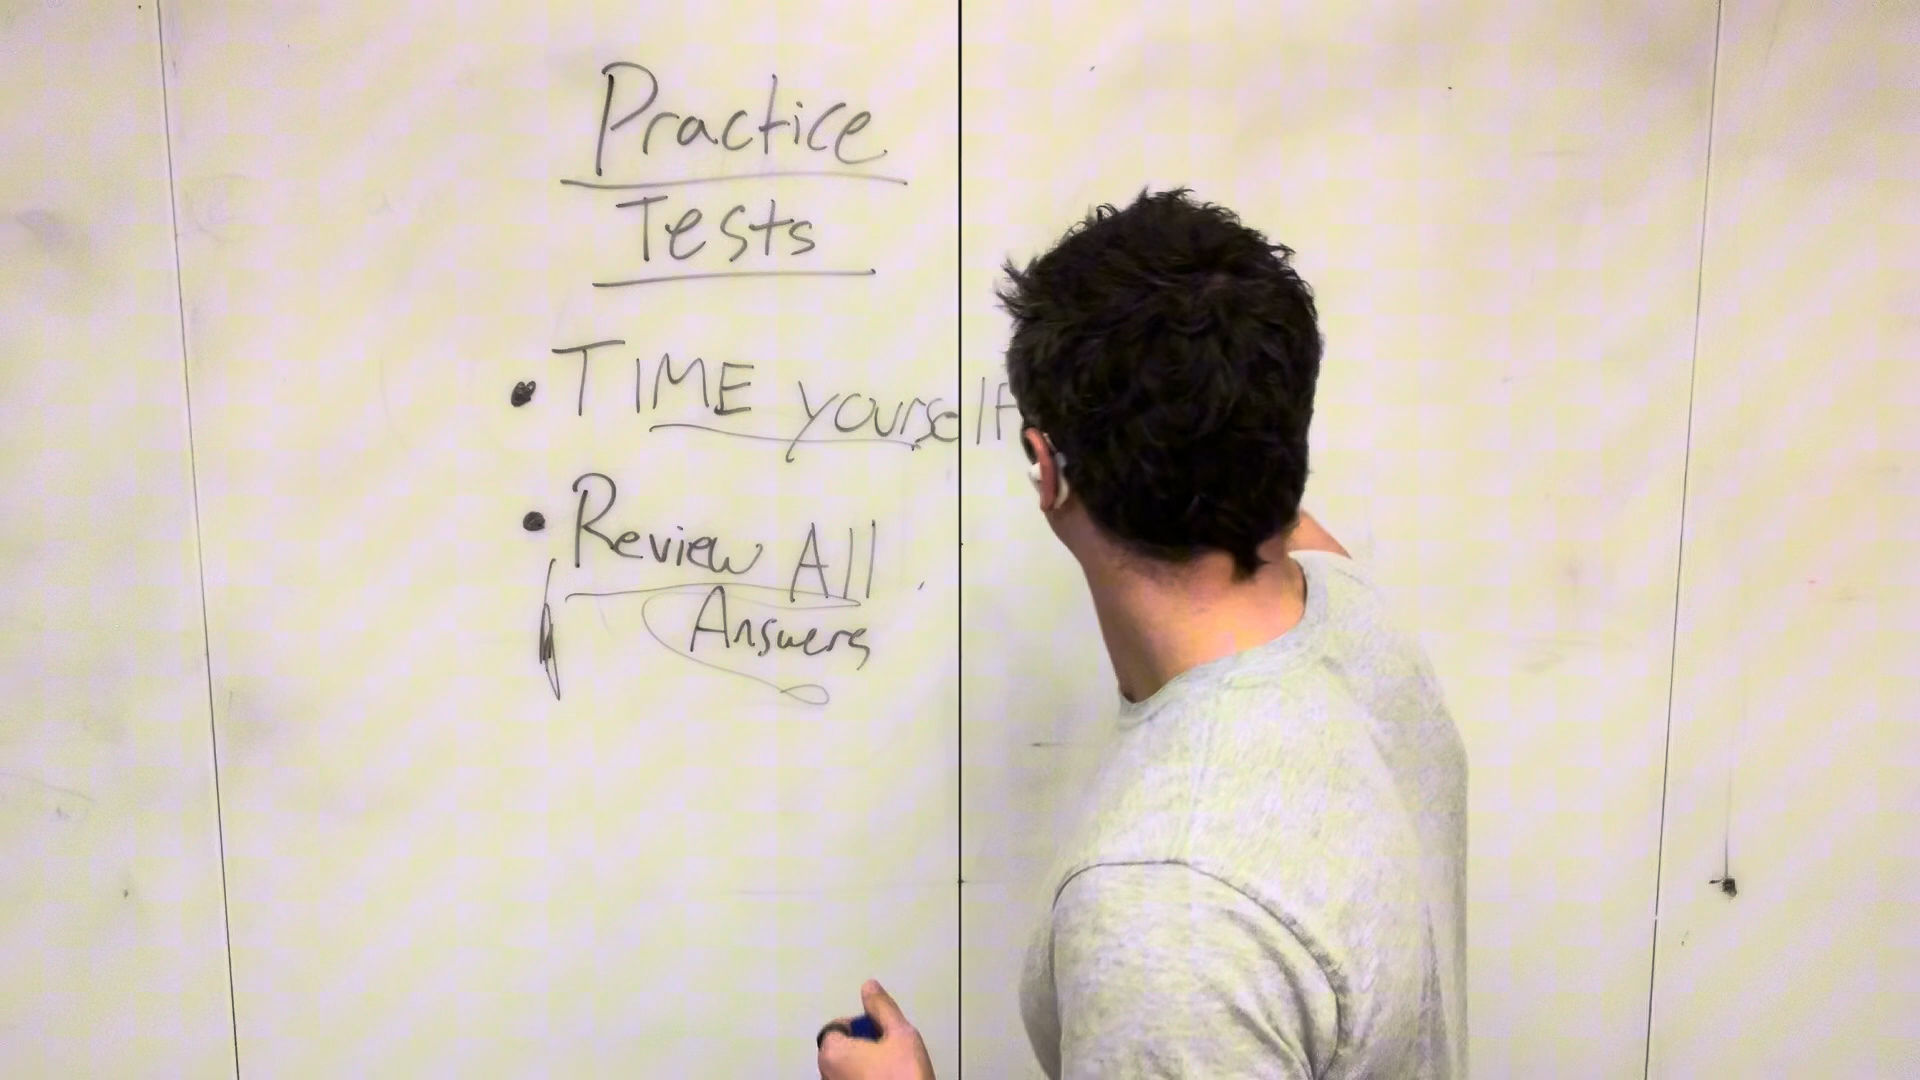 Practice
Tests
• TIME yourself
• Review All
Answers